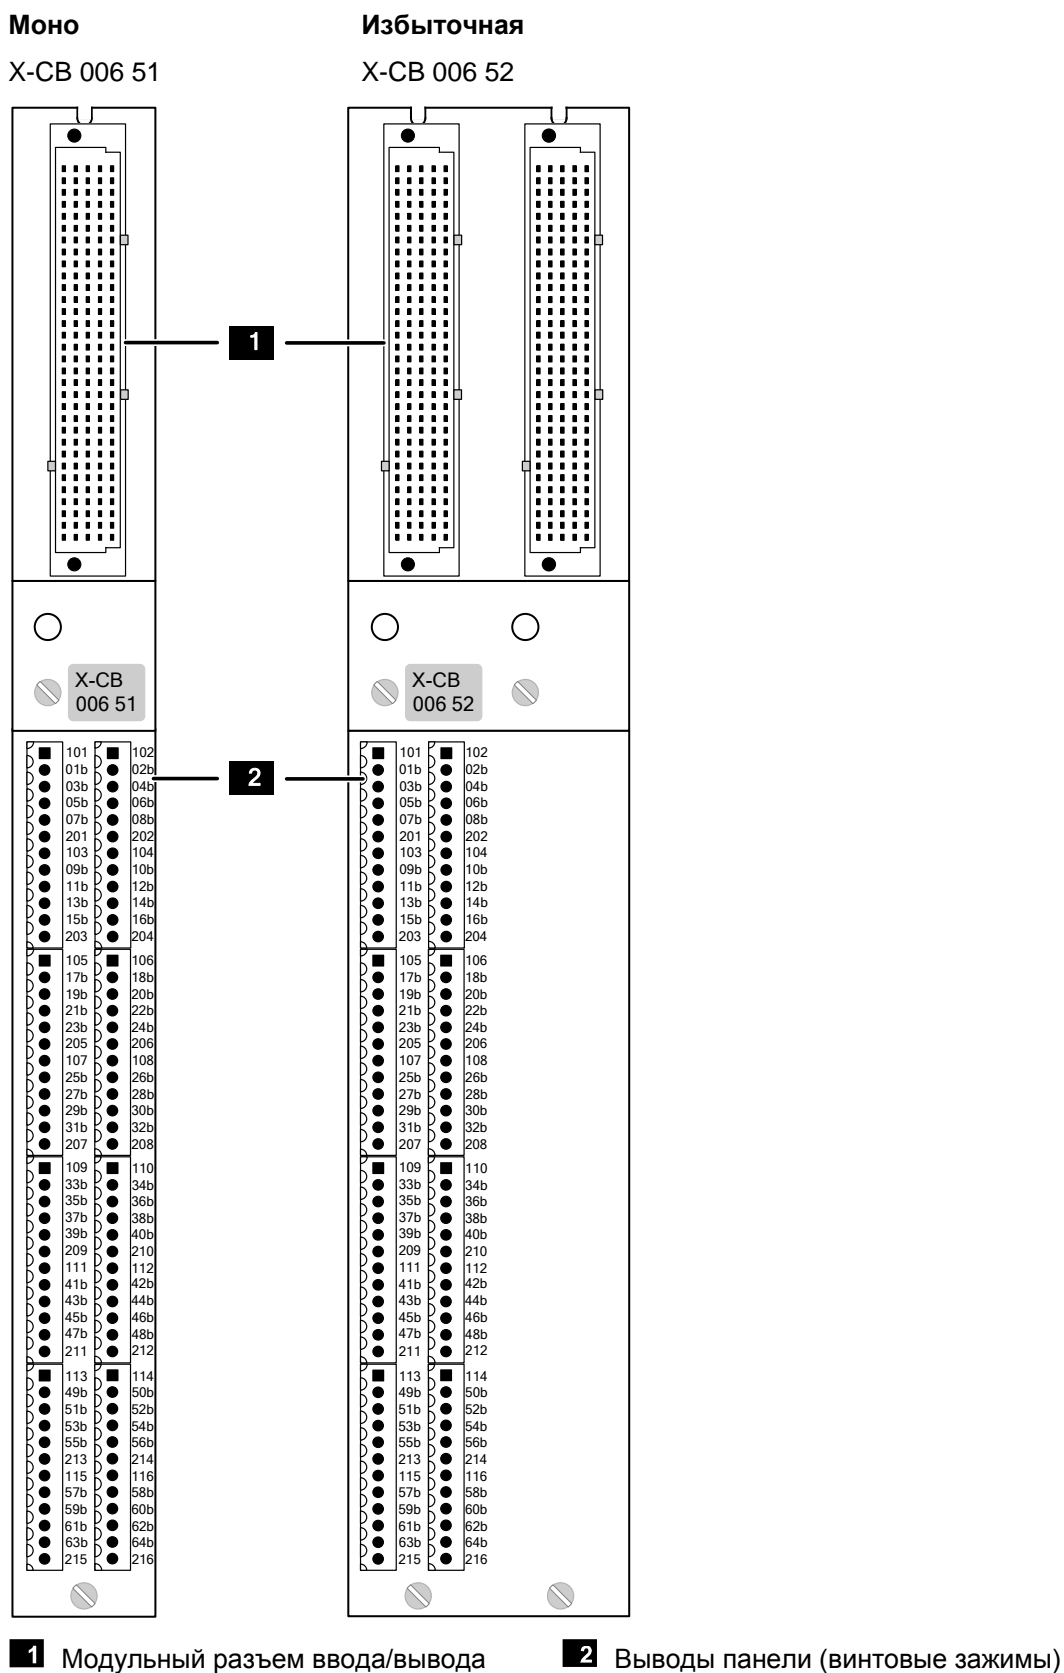 Моно
Избыточная
X-CB 006 51
X-CB 006 52
1
X-CB
006 51
X-CB
006 52
2
101 102 101 102
01b 02b 01b 02b
03b 04b 03b 04b
05b 06b 05b 06b
07b 08b 07b 08b
201 202 201 202
103 104 103 104
09b 10b 09b 10b
11b 12b 11b 12b
13b 14b 13b 14b
15b 16b 15b 16b
203 204 203 204
105 106 105 106
17b 18b 17b 18b
19b 20b 19b 20b
21b 22b 21b 22b
23b 24b 23b 24b
205 206 205 206
107 108 107 108
25b 26b 25b 26b
27b 28b 27b 28b
29b 30b 29b 30b
31b 32b 31b 32b
207 208 207 208
109 110 109 110
33b 34b 33b 34b
35b 36b 35b 36b
37b 38b 37b 38b
39b 40b 39b 40b
209 210 209 210
111 112 111 112
41b 42b 41b 42b
43b 44b 43b 44b
45b 46b 45b 46b
47b 48b 47b 48b
211 212 211 212
113 114 113 114
49b 50b 49b 50b
51b 52b 51b 52b
53b 54b 53b 54b
55b 56b 55b 56b
213 214 213 214
115 116 115 116
57b 58b 57b 58b
59b 60b 59b 60b
61b 62b 61b 62b
63b 64b 63b 64b
215 216 215 216
1 Модульный разъем ввода/вывода
2 Выводы панели (винтовые зажимы)